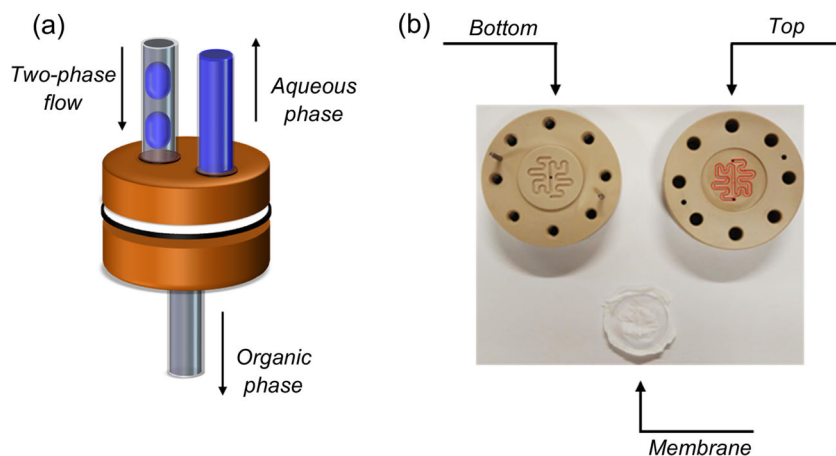 (a)
Two-phase
flow
Aqueous
phase
Organic
phase
(b)
Bottom
Top
Membrane